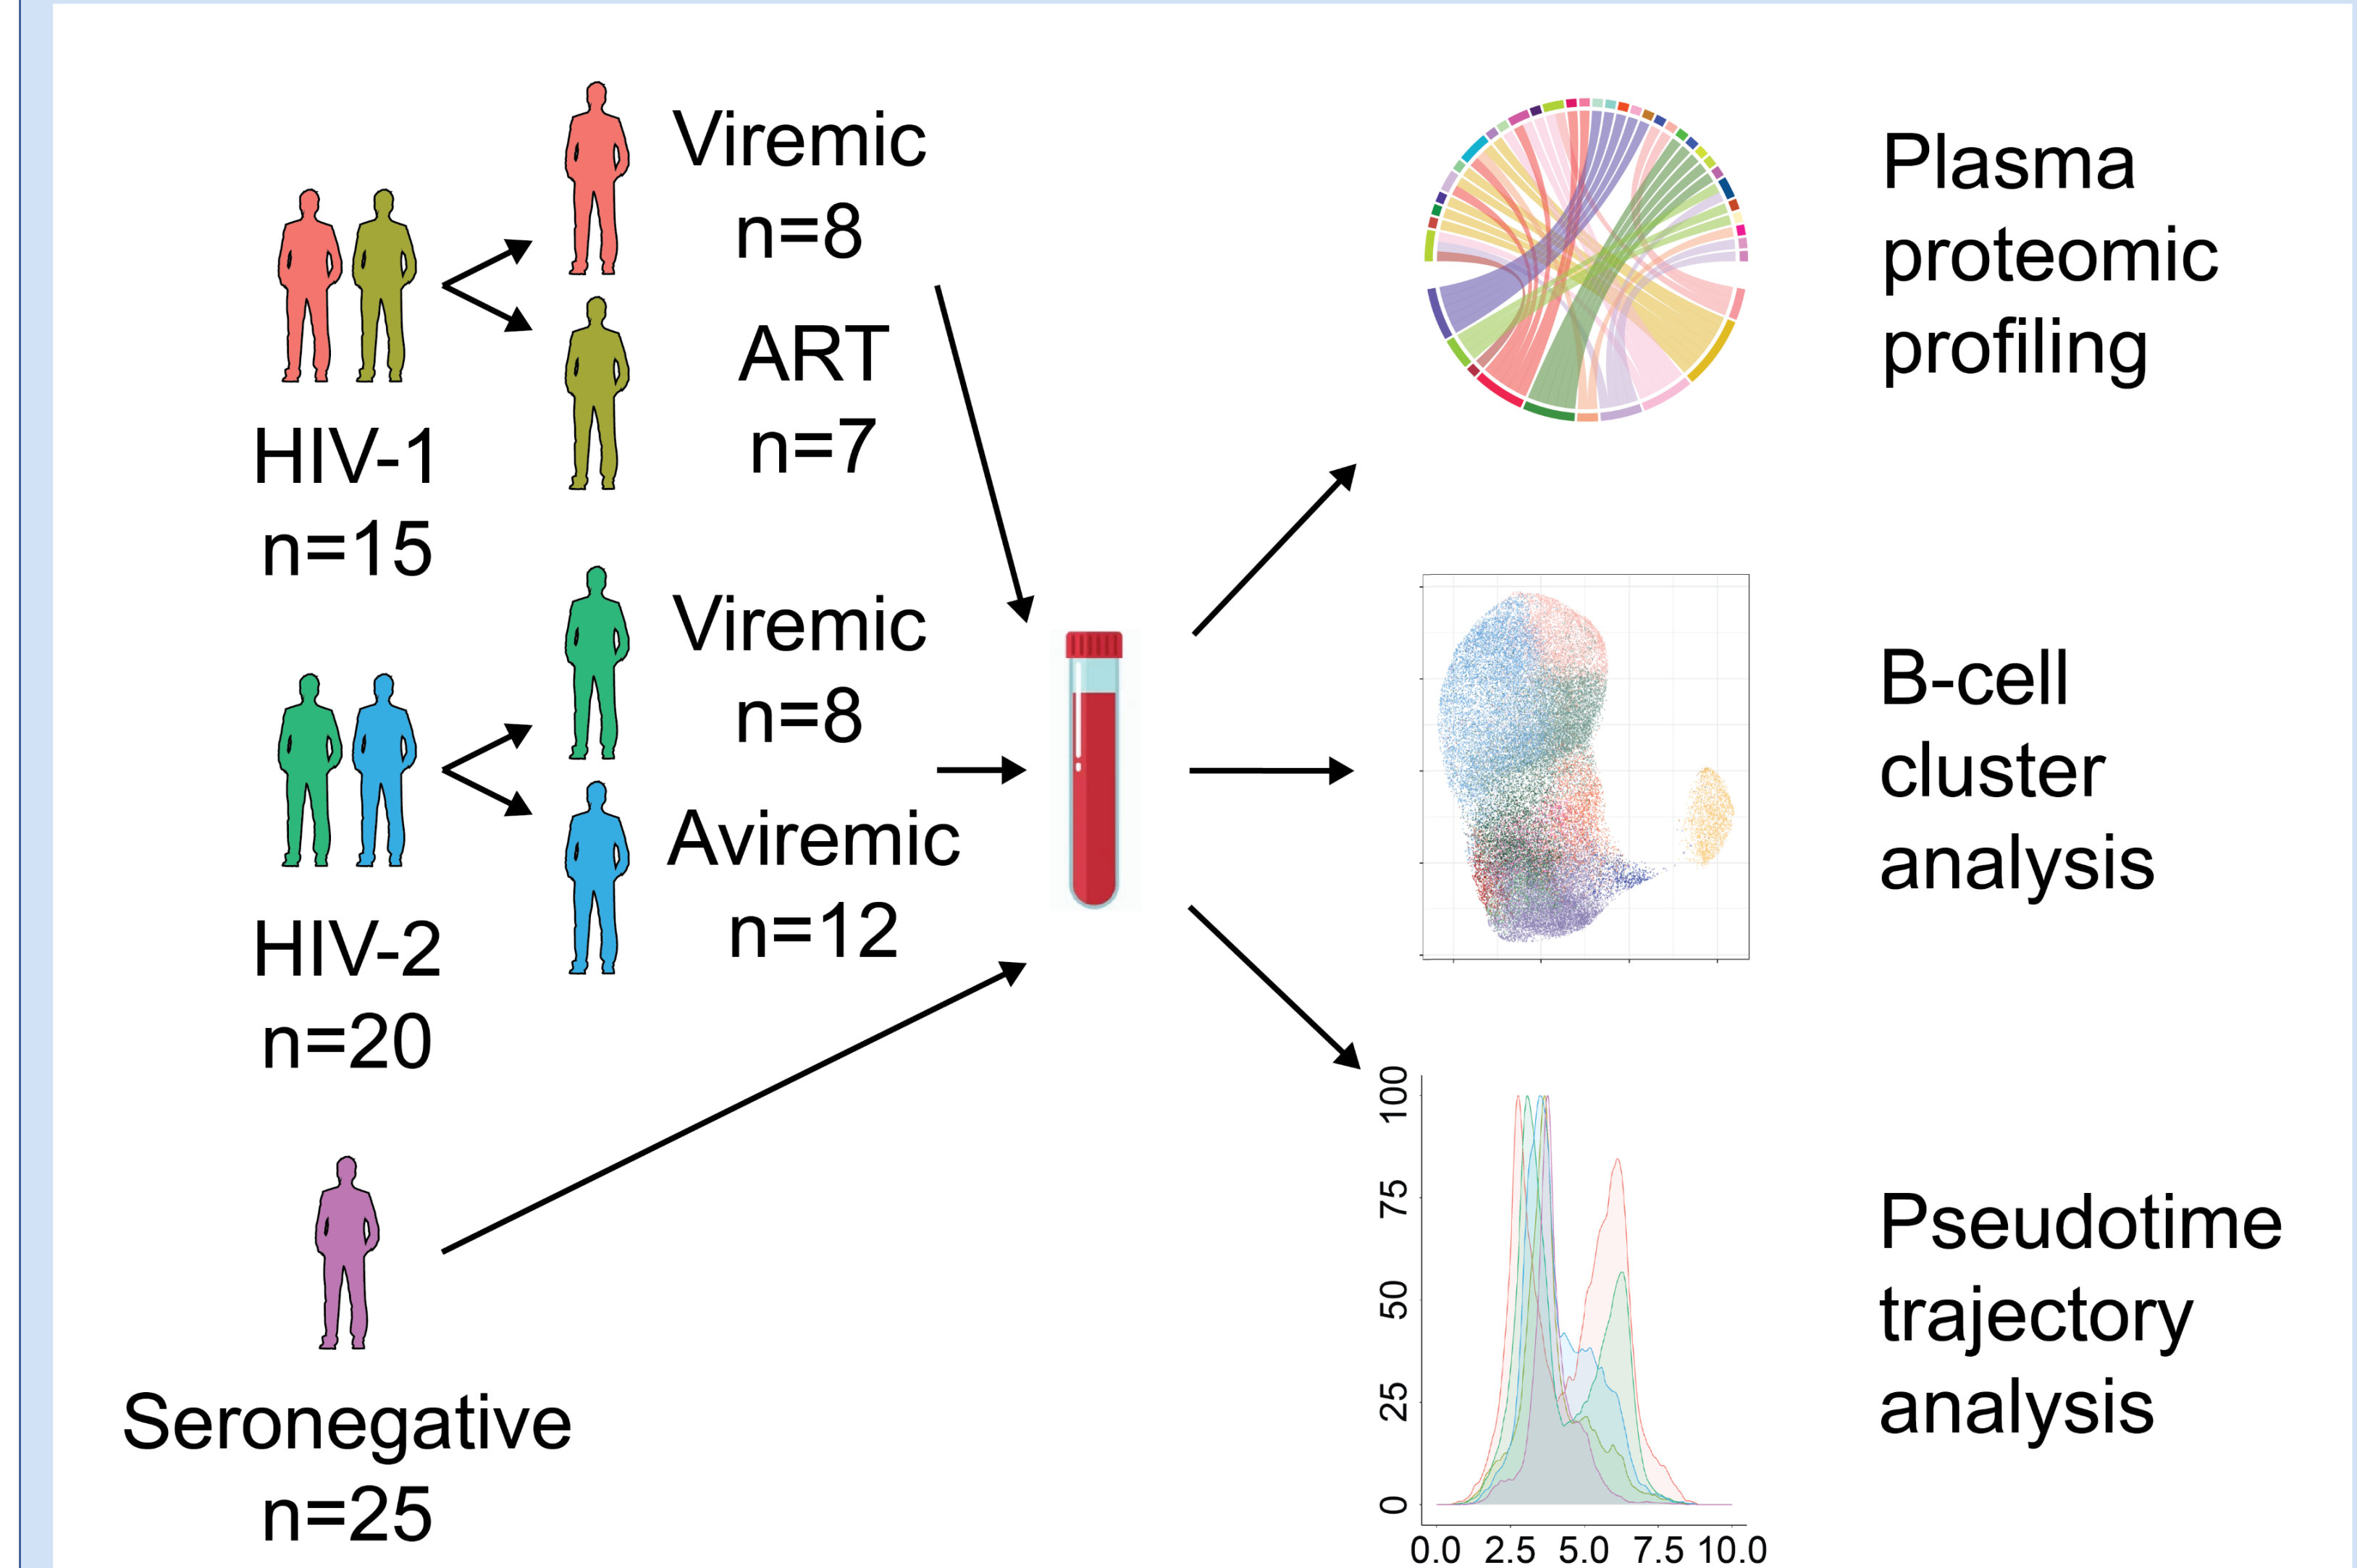 Viremic
n=8
ART
n=7
HIV-1
n=15
Viremic
n=8
Aviremic
n=12
HIV-2
n=20
Seronegative
n=25
Plasma
proteomic
profiling
B-cell
cluster
analysis
Pseudotime
trajectory
analysis
100
75
50
25
0
0.0 2.5 5.0 7.5 10.0